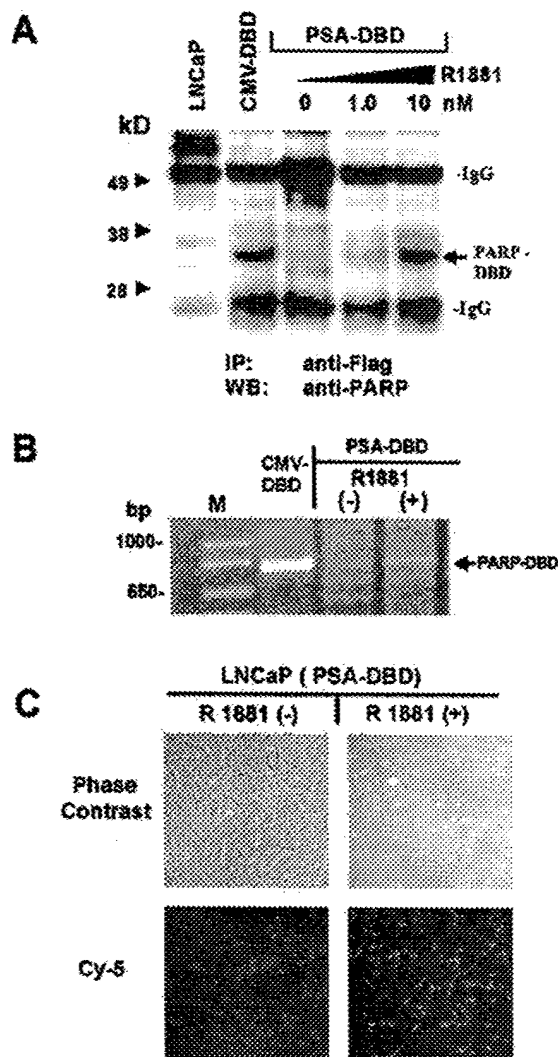 A
PSA-DBD
LNCaP
CMV-DBD
R1881
0 1.0 10 nM
kD
49
-IgG
38
PARP-
DBD
28
-IgG
IP: anti-Flag
WB: anti-PARP
B
PSA-DBD
CMV-
DBD
R1881
M (-) (+)
bp
1000-
PARP-DBD
650-
C
LNCaP ( PSA-DBD)
R 1881 (-) R 1881 (+)
Phase
Contrast
Cy-5